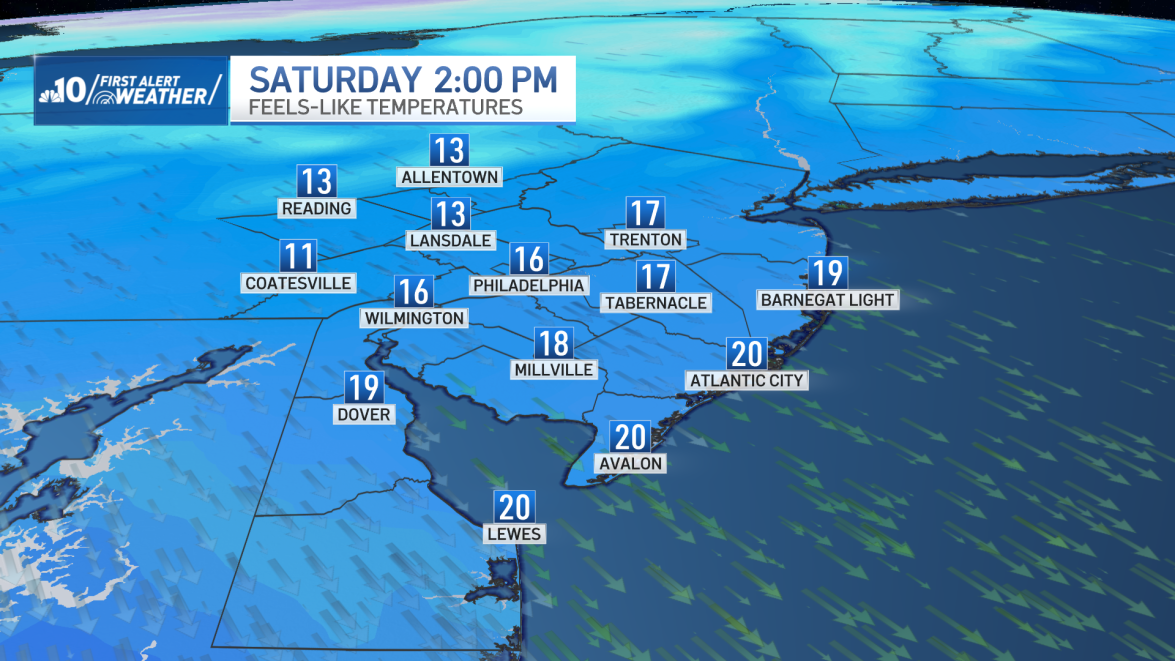 10 FIRST ALERT WEATHER
SATURDAY 2:00 PM
FEELS-LIKE TEMPERATURES
13
ALLENTOWN
13
READING
13
LANSDALE
17
TRENTON
11
COATESVILLE
16
PHILADELPHIA
17
TABERNACLE
19
BARNEGAT LIGHT
16
WILMINGTON
18
MILLVILLE
20
ATLANTIC CITY
19
DOVER
20
AVALON
20
LEWES